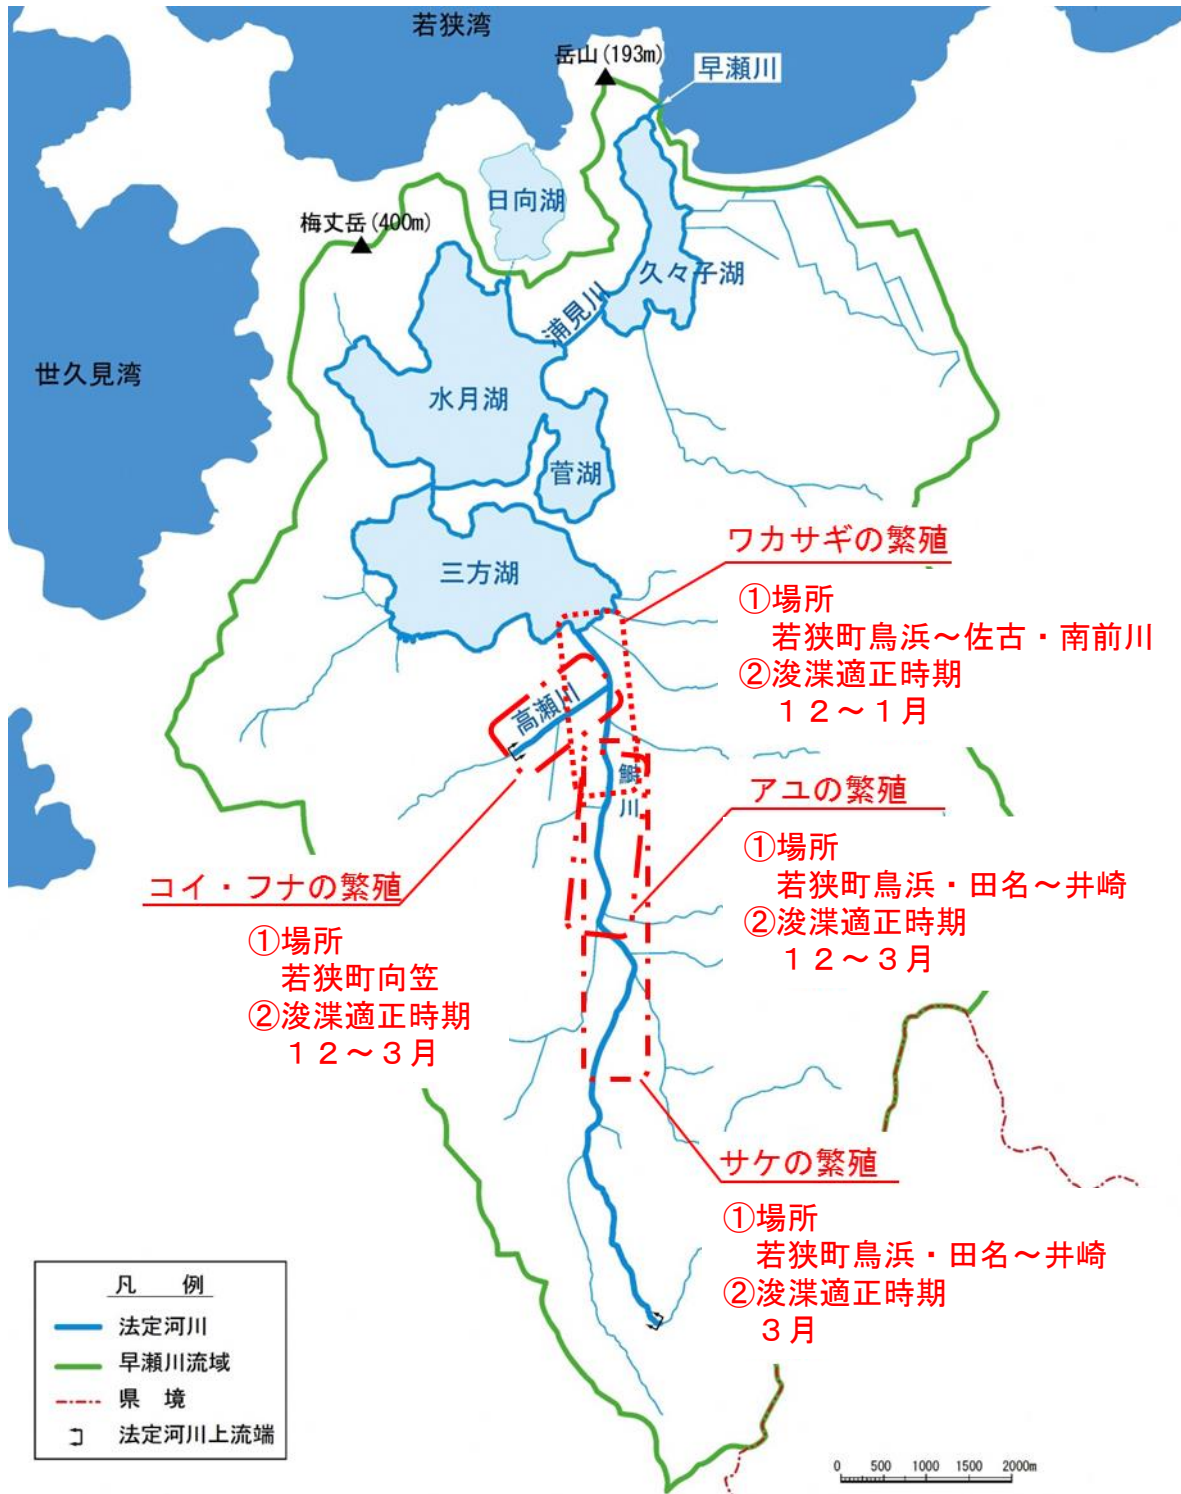 若狭湾
岳山(193m)
早瀬川
日向湖
梅丈岳(400m)
久々子湖
浦見川
世久見湾
水月湖
菅湖
三方湖
ワカサギの繁殖
①場所
若狭町鳥浜～佐古・南前川
②浚渫適正時期
１２～１月
高瀬川
鰣川
アユの繁殖
①場所
若狭町鳥浜・田名～井崎
②浚渫適正時期
１２～３月
コイ・フナの繁殖
①場所
若狭町向笠
②浚渫適正時期
１２～３月
サケの繁殖
①場所
若狭町鳥浜・田名～井崎
②浚渫適正時期
３月
凡　例
法定河川
早瀬川流域
県　境
法定河川上流端
0 500 1000 1500 2000m